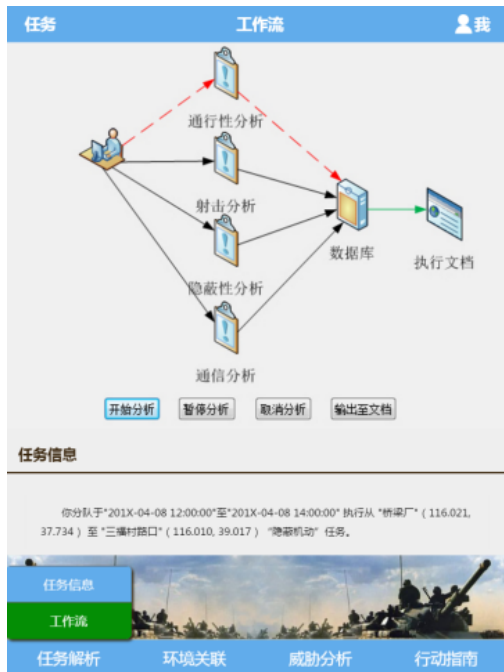 任务
工作流
我
通行性分析
射击分析
数据库
执行文档
隐蔽性分析
通信分析
开始分析 暂停分析 取消分析 输出至文档
任务信息
你分队于"201X-04-08 12:00:00"至"201X-04-08 14:00:00" 执行从 "桥梁厂" ( 116.021,
37.734 ) 至 "三福村路口" ( 116.010, 39.017 ) "隐蔽机动" 任务。
任务信息
工作流
任务解析 环境关联 威胁分析 行动指南